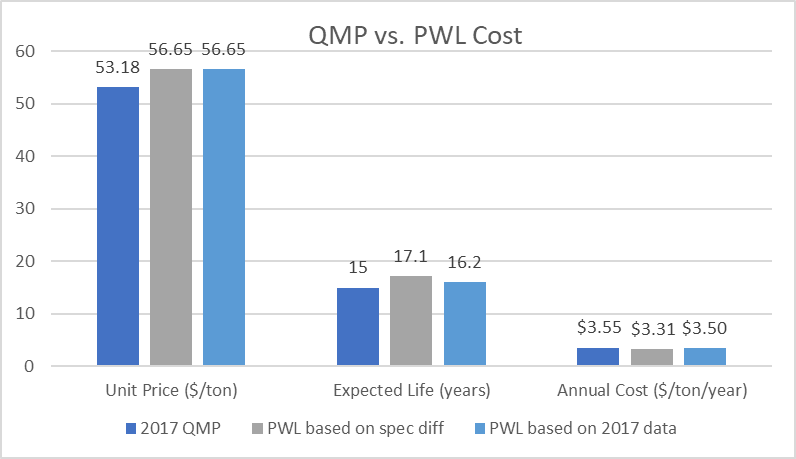 QMP vs. PWL Cost
60
50
40
30
20
10
0
53.18
56.65
56.65
15
17.1
16.2
$3.55
$3.31
$3.50
Unit Price ($/ton)
Expected Life (years)
Annual Cost ($/ton/year)
2017 QMP
PWL based on spec diff
PWL based on 2017 data